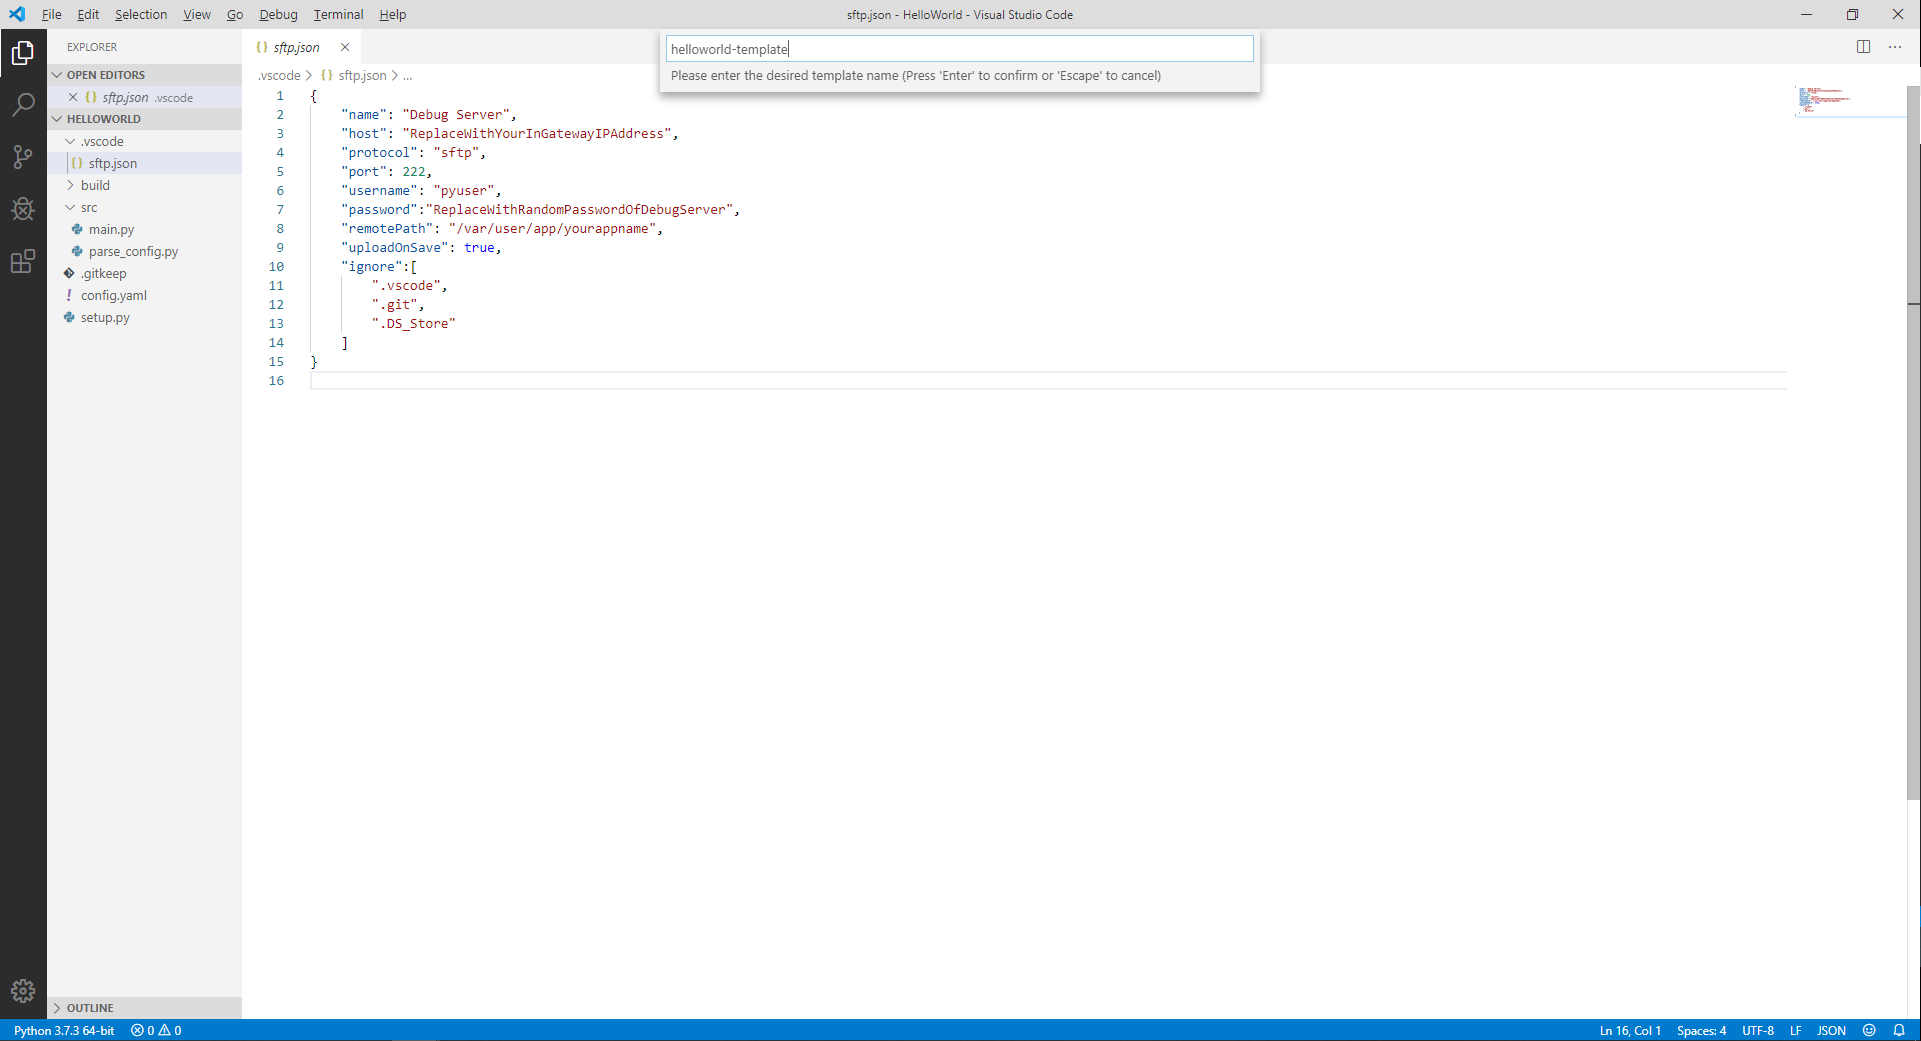 File Edit Selection View Go Debug Terminal Help
sftp.json - HelloWorld - Visual Studio Code
EXPLORER
OPEN EDITORS
sftp.json .vscode
HELLOWORLD
.vscode
sftp.json
build
src
main.py
parse_config.py
.gitkeep
config.yaml
setup.py
OUTLINE
sftp.json
helloworld-template
Please enter the desired template name (Press 'Enter' to confirm or 'Escape' to cancel)
.vscode > {} sftp.json > ...
1 {
2 "name": "Debug Server",
3 "host": "ReplaceWithYourInGatewayIPAddress",
4 "protocol": "sftp",
5 "port": 222,
6 "username": "pyuser",
7 "password":"ReplaceWithRandomPasswordOfDebugServer",
8 "remotePath": "/var/user/app/yourappname",
9 "uploadOnSave": true,
10 "ignore":[
11 ".vscode",
12 ".git",
13 ".DS_Store"
14 ]
15 }
16
Python 3.7.3 64-bit 0 0
Ln 16, Col 1 Spaces: 4 UTF-8 LF JSON